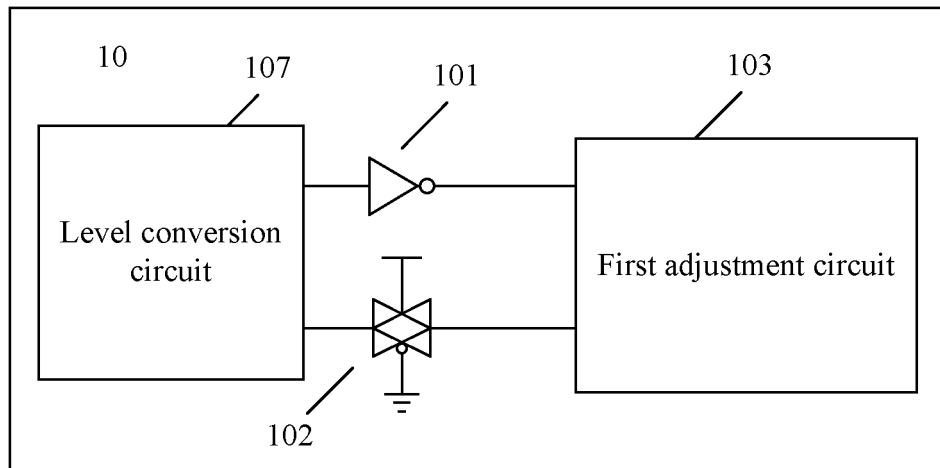 10
107
101
103
Level conversion
circuit
First adjustment circuit
102